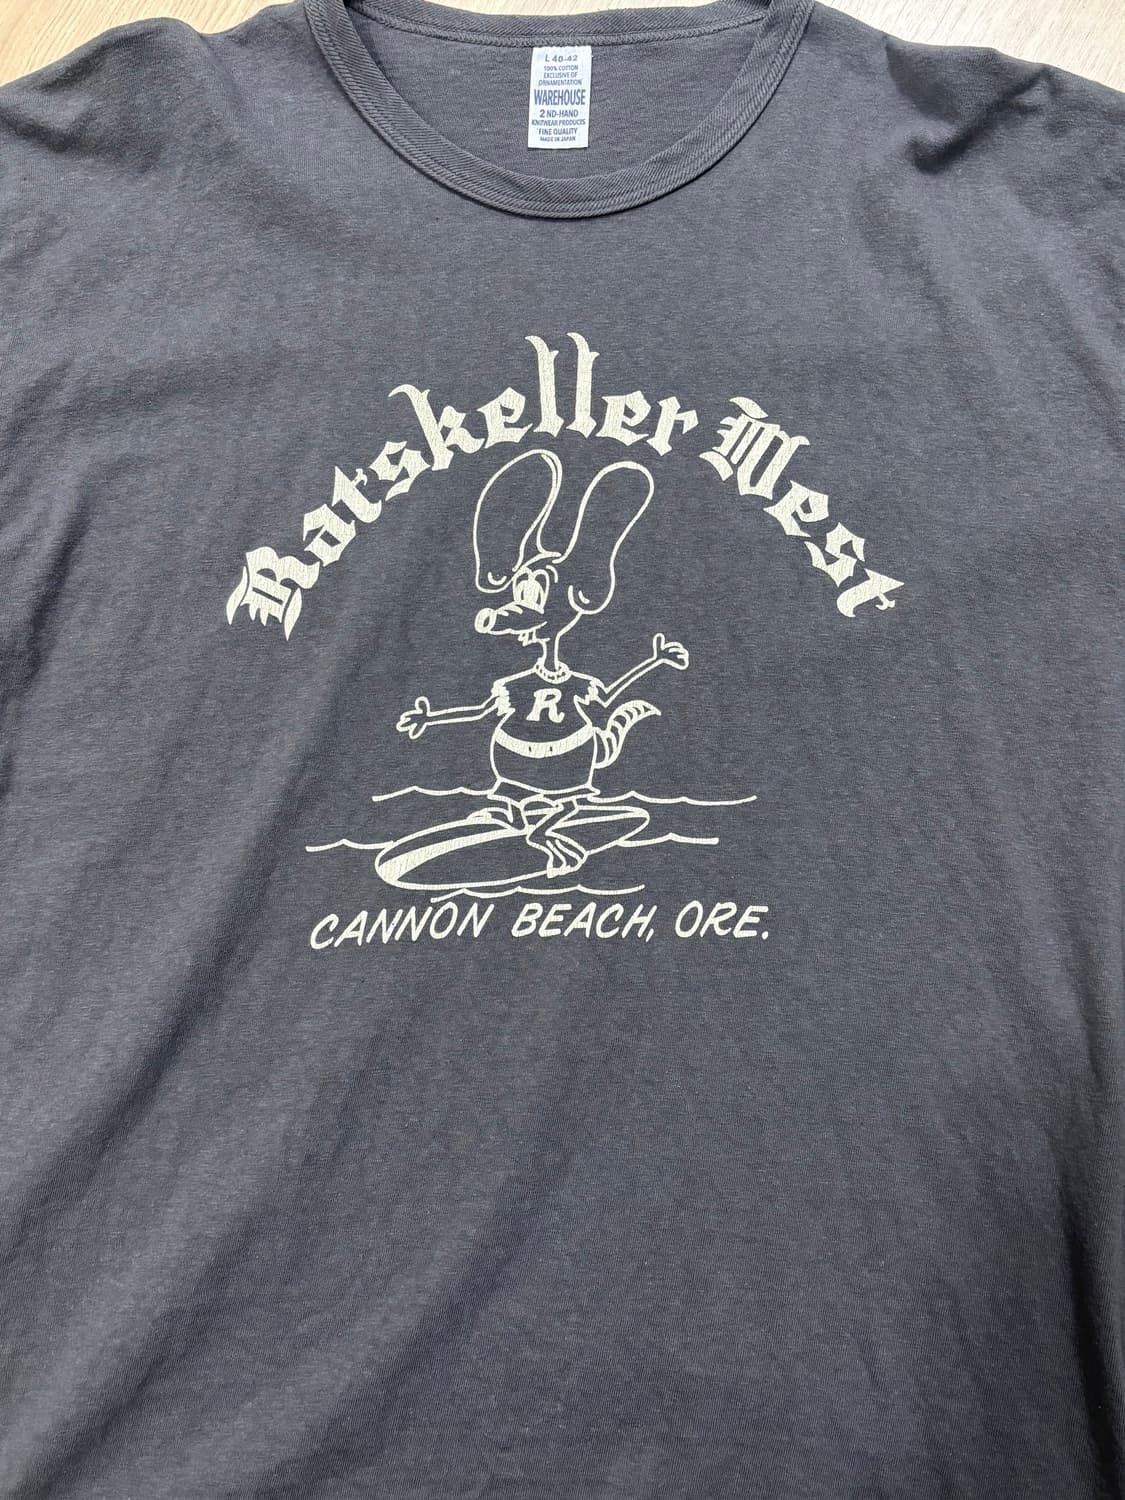 L 40-42
100% COTTON
EXCLUSIVE OF
ORNAMENTATION
WAREHOUSE
2ND-HAND
KNITWEAR PRODUCTS
FINE QUALITY
MADE IN JAPAN
Ratskeller West
R
CANNON BEACH, ORE.